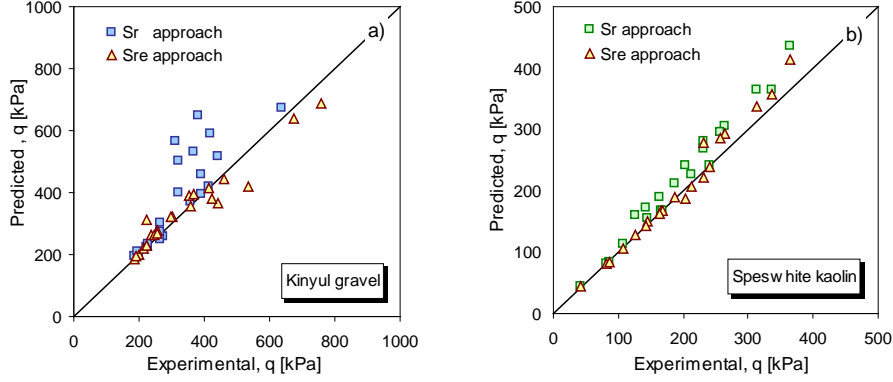 1000
800
600
400
200
0
Predicted , q [kPa]
Sr approach
Sre approach
a)
Kinyul gravel
0 200 400 600 800 1000
Experimental, q [kPa]
500
400
300
200
100
0
Predicted, q [kPa]
Sr approach
Sre approach
b)
Speswhite kaolin
0 100 200 300 400 500
Experimental, q [kPa]